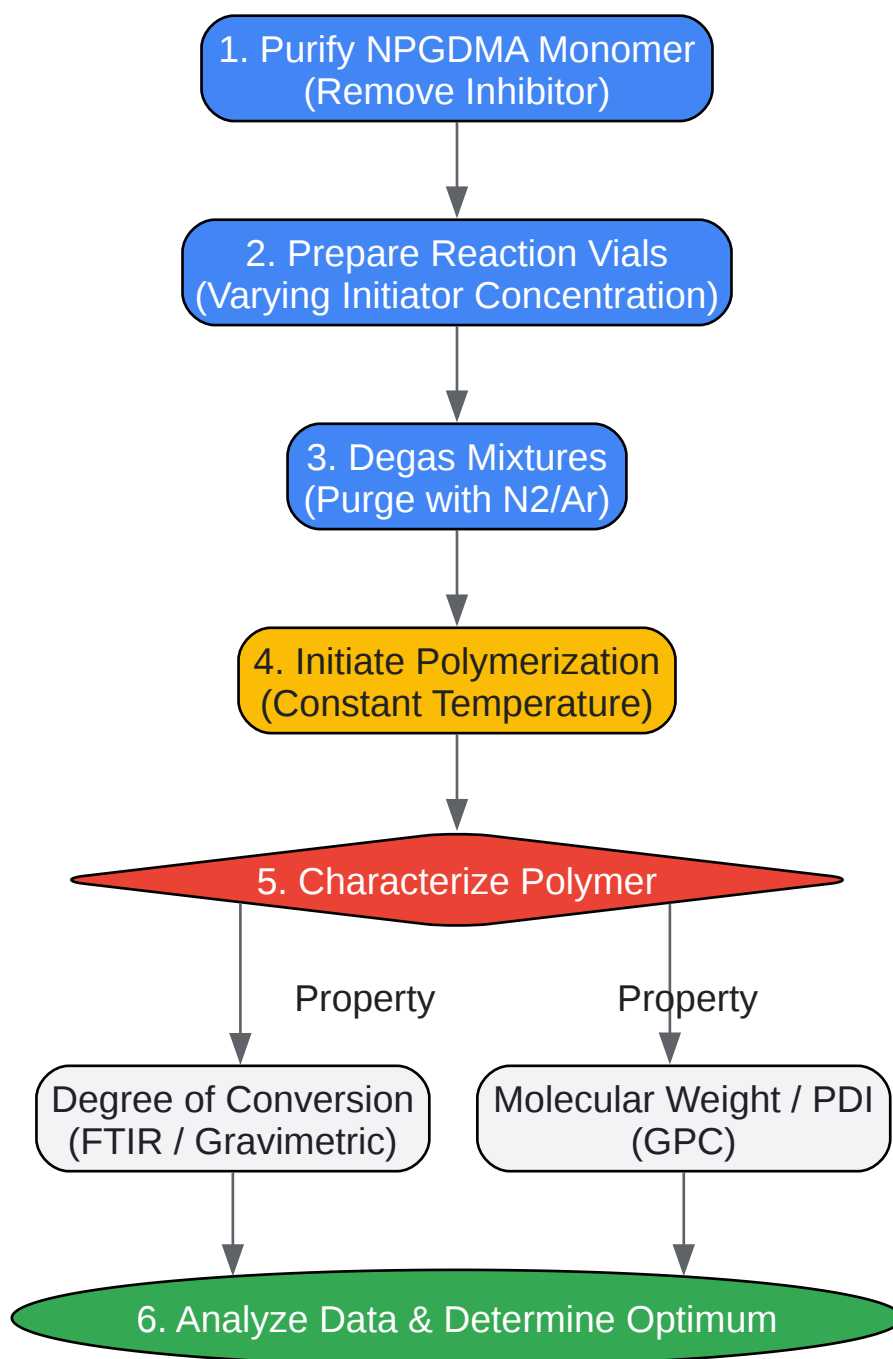 1. Purify NPGDMA Monomer
(Remove Inhibitor)
2. Prepare Reaction Vials
(Varying Initiator Concentration)
3. Degas Mixtures
(Purge with N2/Ar)
4. Initiate Polymerization
(Constant Temperature)
5. Characterize Polymer
Property
Property
Degree of Conversion
(FTIR / Gravimetric)
Molecular Weight / PDI
(GPC)
6. Analyze Data & Determine Optimum